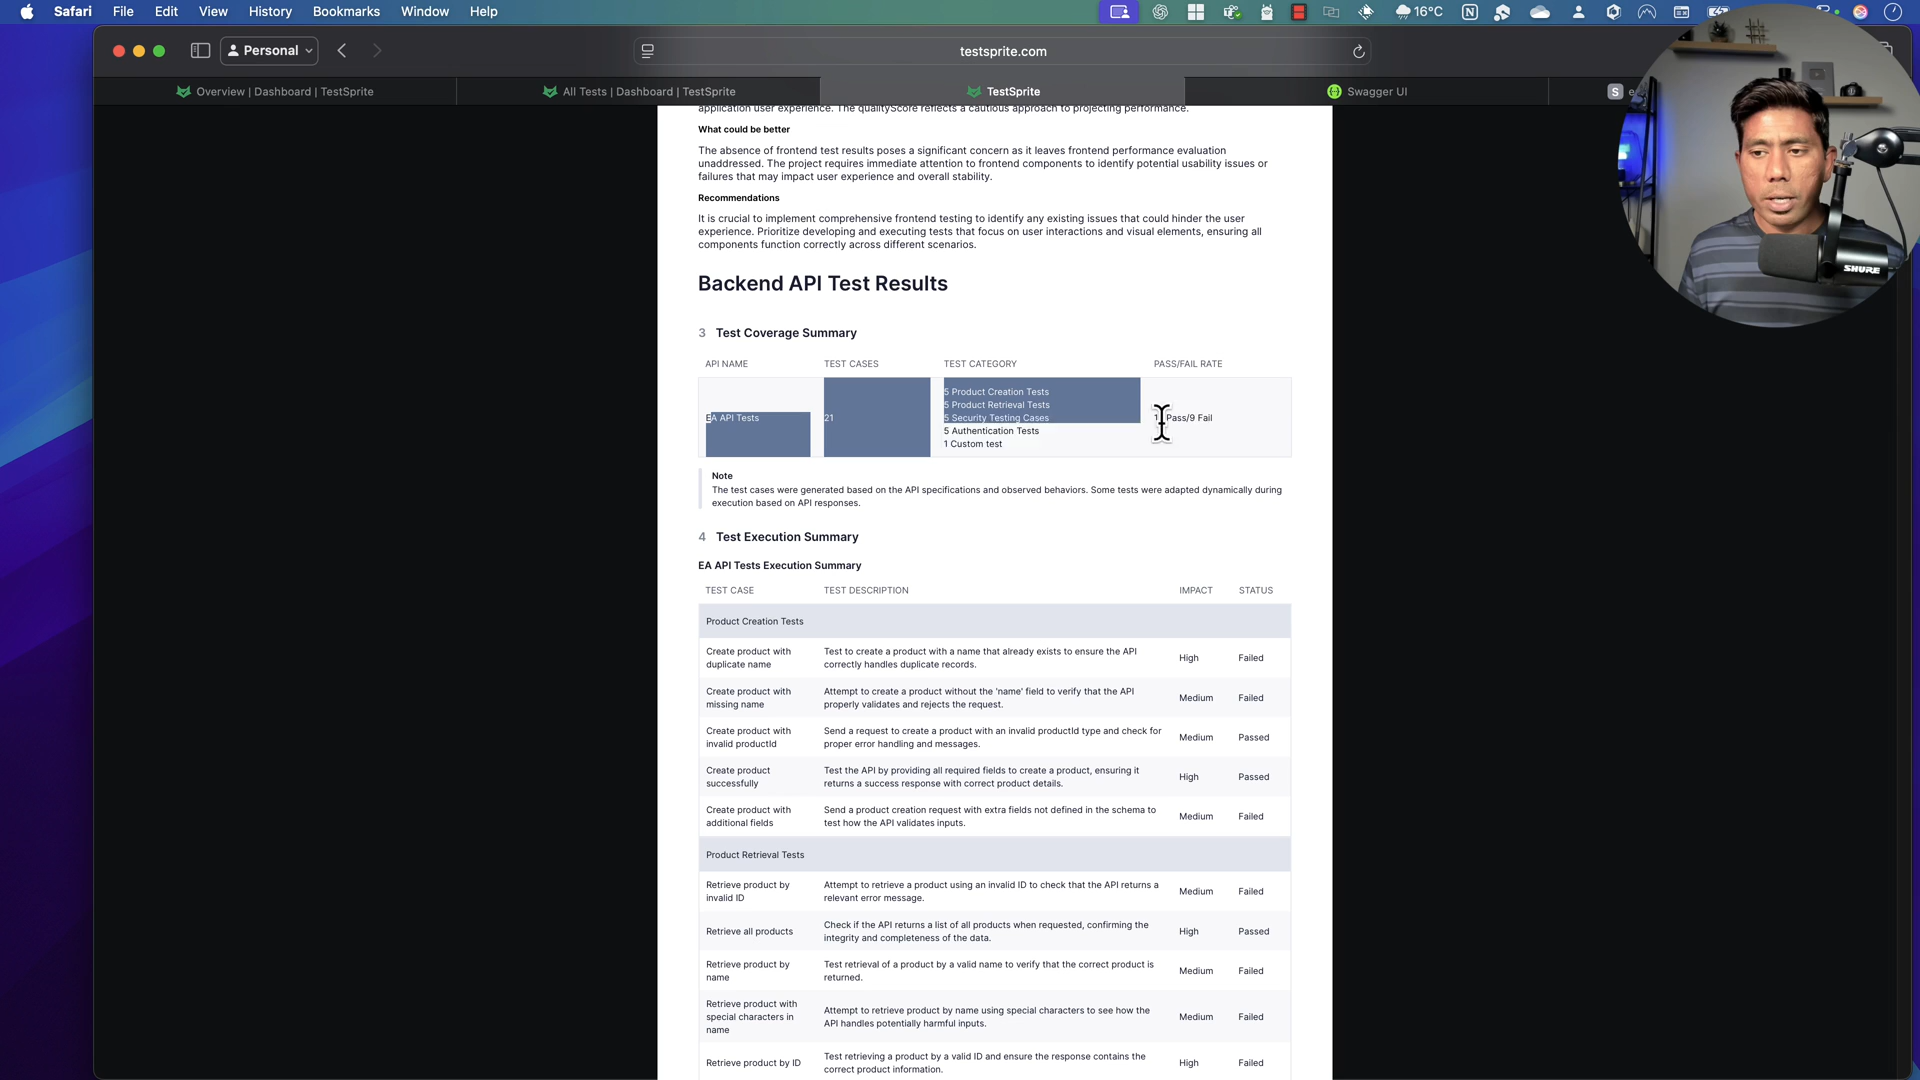 Safari File Edit View History Bookmarks Window Help 16°C
Personal testsprite.com
Overview | Dashboard | TestSprite All Tests | Dashboard | TestSprite TestSprite Swagger UI S e
application user experience. The qualityScore reflects a cautious approach to projecting performance.
What could be better
The absence of frontend test results poses a significant concern as it leaves frontend performance evaluation
unaddressed. The project requires immediate attention to frontend components to identify potential usability issues or
failures that may impact user experience and overall stability.
Recommendations
It is crucial to implement comprehensive frontend testing to identify any existing issues that could hinder the user
experience. Prioritize developing and executing tests that focus on user interactions and visual elements, ensuring all
components function correctly across different scenarios.
Backend API Test Results
3 Test Coverage Summary
API NAME TEST CASES TEST CATEGORY PASS/FAIL RATE
5 Product Creation Tests
5 Product Retrieval Tests
EA API Tests 21 5 Security Testing Cases Pass/9 Fail
5 Authentication Tests
1 Custom test
Note
The test cases were generated based on the API specifications and observed behaviors. Some tests were adapted dynamically during
execution based on API responses.
4 Test Execution Summary
EA API Tests Execution Summary
TEST CASE TEST DESCRIPTION IMPACT STATUS
Product Creation Tests
Create product with duplicate name Test to create a product with a name that already exists to ensure the API correctly handles duplicate records. High Failed
Create product with missing name Attempt to create a product without the 'name' field to verify that the API properly validates and rejects the request. Medium Failed
Create product with invalid productId Send a request to create a product with an invalid productId type and check for proper error handling and messages. Medium Passed
Create product successfully Test the API by providing all required fields to create a product, ensuring it returns a success response with correct product details. High Passed
Create product with additional fields Send a product creation request with extra fields not defined in the schema to test how the API validates inputs. Medium Failed
Product Retrieval Tests
Retrieve product by invalid ID Attempt to retrieve a product using an invalid ID to check that the API returns a relevant error message. Medium Failed
Retrieve all products Check if the API returns a list of all products when requested, confirming the integrity and completeness of the data. High Passed
Retrieve product by name Test retrieval of a product by a valid name to verify that the correct product is returned. Medium Failed
Retrieve product with special characters in name Attempt to retrieve product by name using special characters to see how the API handles potentially harmful inputs. Medium Failed
Retrieve product by ID Test retrieving a product by a valid ID and ensure the response contains the correct product information. High Failed
SHURE